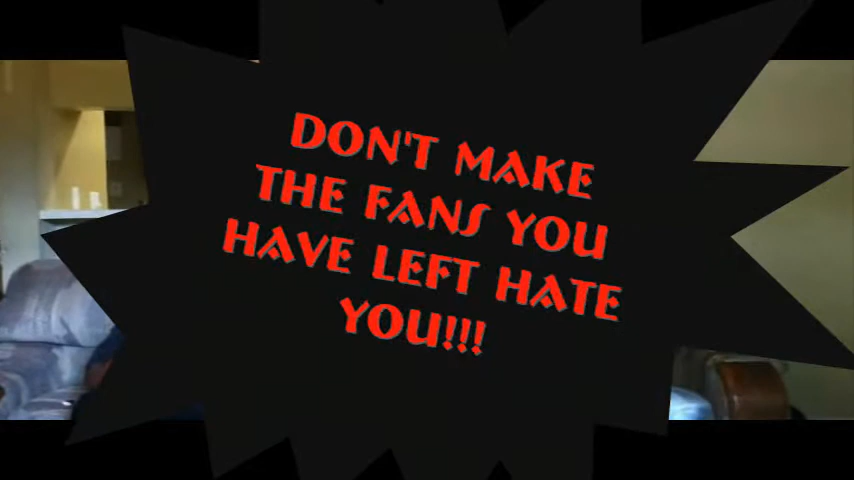 DON'T MAKE
THE FANS YOU
HAVE LEFT HATE
YOU!!!